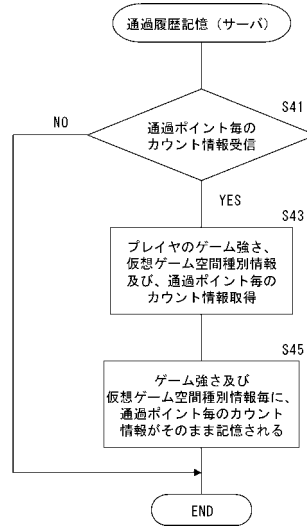 通過履歴記憶（サーバ）
S41
通過ポイント毎の
カウント情報受信
NO
YES
S43
プレイヤのゲーム強さ、
仮想ゲーム空間種別情報
及び、通過ポイント毎の
カウント情報取得
S45
ゲーム強さ及び
仮想ゲーム空間種別情報毎に、
通過ポイント毎のカウント
情報がそのまま記憶される
END